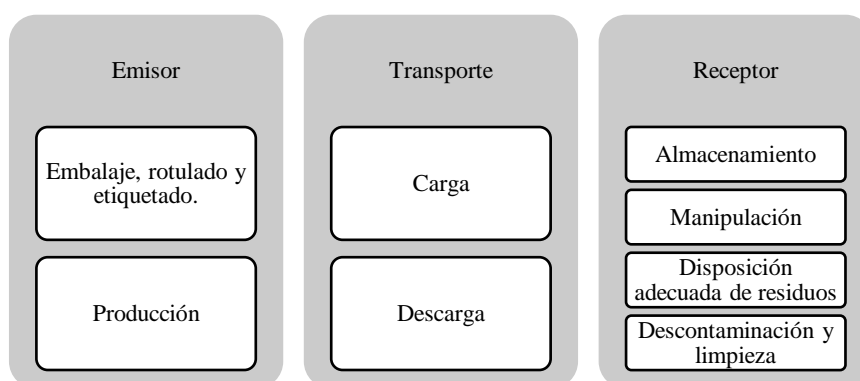 Emisor
Embalaje, rotulado y
etiquetado.
Producción
Transporte
Carga
Descarga
Receptor
Almacenamiento
Manipulación
Disposición
adecuada de residuos
Descontaminación y
limpieza